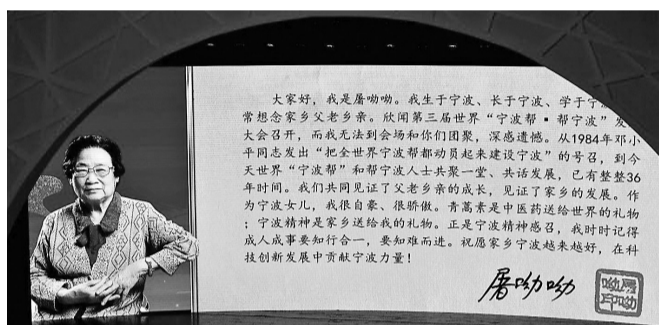 大家好，我是屠呦呦。我生于宁波、长于宁波、学于宁
常想念家乡父老乡亲。欣闻第三届世界“宁波帮·帮宁波”发
大会召开，而我无法到会场和你们团聚，深感遗憾。从1984年邓小
平同志发出“把全世界宁波帮都动员起来建设宁波”的号召，到今
天世界“宁波帮”和帮宁波人士共聚一堂、共话发展，已有整整36
年时间。我们共同见证了父老乡亲的成长，见证了家乡的发展。作
为宁波女儿，我很自豪、很骄傲。青蒿素是中医药送给世界的礼物
；宁波精神是家乡送给我的礼物。正是宁波精神感召，我时时记得
成人成事要知行合一，要知难而进。祝愿家乡宁波越来越好，在科
技创新发展中贡献宁波力量！
屠呦呦